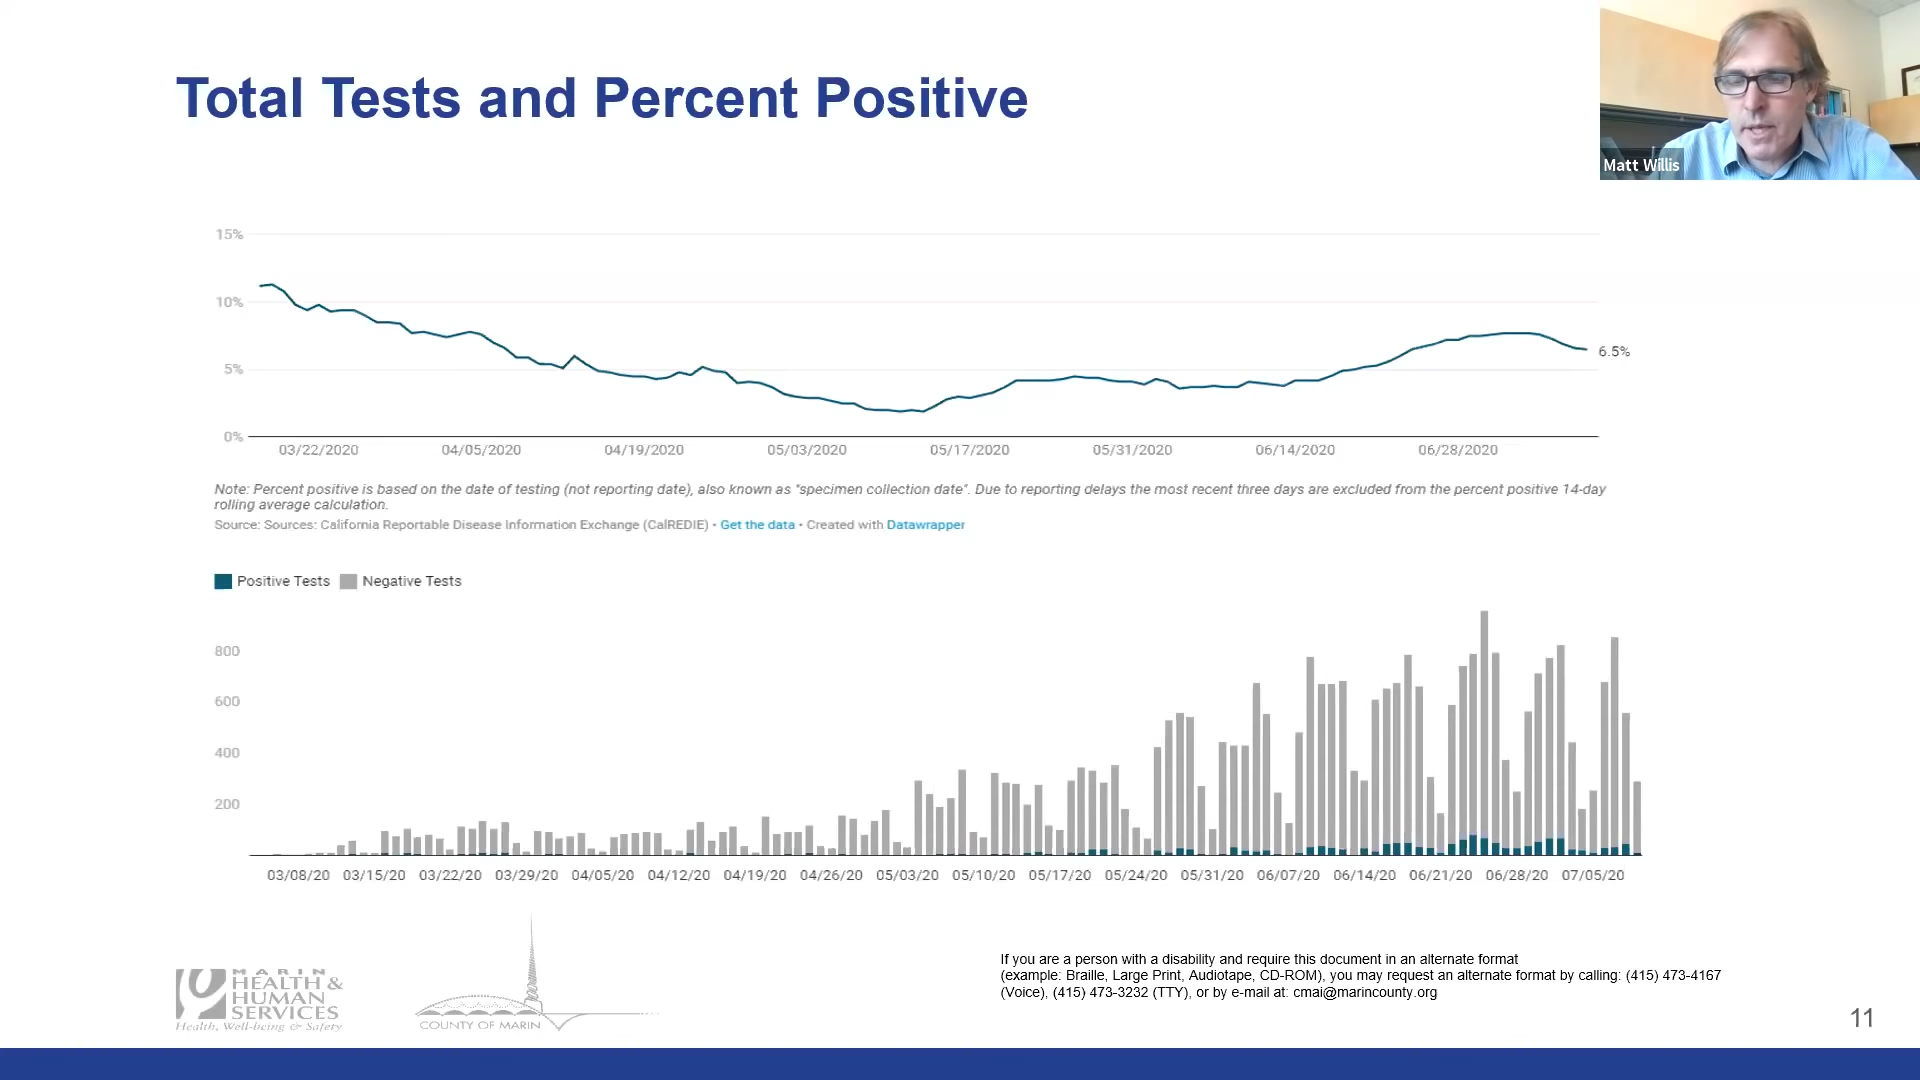 Total Tests and Percent Positive
Matt Willis
15%
10%
5%
0%
6.5%
03/22/2020 04/05/2020 04/19/2020 05/03/2020 05/17/2020 05/31/2020 06/14/2020 06/28/2020
Note: Percent positive is based on the date of testing (not reporting date), also known as "specimen collection date". Due to reporting delays the most recent three days are excluded from the percent positive 14-day
rolling average calculation.
Source: Sources: California Reportable Disease Information Exchange (CalREDIE) • Get the data • Created with Datawrapper
Positive Tests Negative Tests
800
600
400
200
03/08/20 03/15/20 03/22/20 03/29/20 04/05/20 04/12/20 04/19/20 04/26/20 05/03/20 05/10/20 05/17/20 05/24/20 05/31/20 06/07/20 06/14/20 06/21/20 06/28/20 07/05/20
MARIN
HEALTH &
HUMAN
SERVICES
Health, Well-being & Safety
COUNTY OF MARIN
If you are a person with a disability and require this document in an alternate format
(example: Braille, Large Print, Audiotape, CD-ROM), you may request an alternate format by calling: (415) 473-4167
(Voice), (415) 473-3232 (TTY), or by e-mail at: cmai@marincounty.org
11